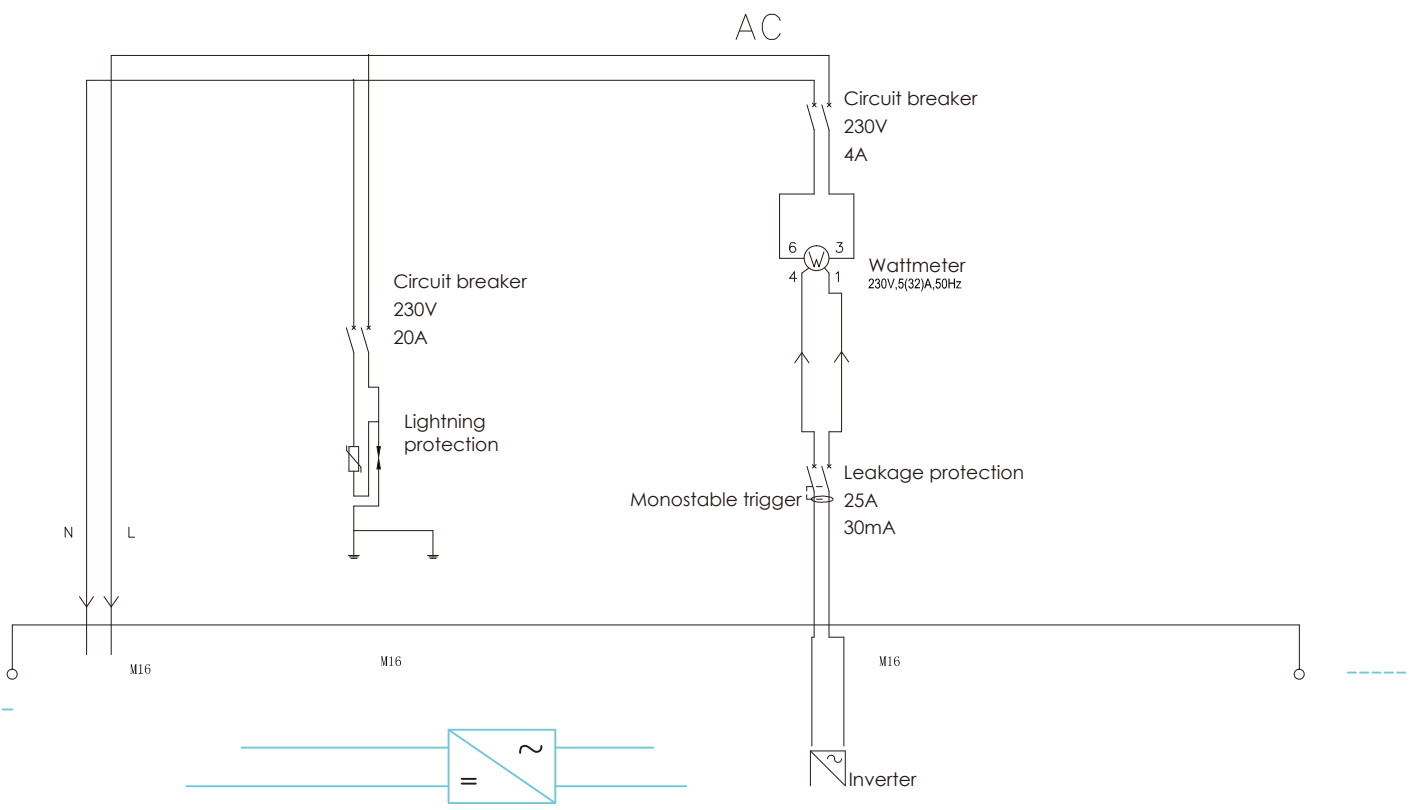 AC
Circuit breaker
230V
4A
6
3
W
4
1
Wattmeter
230V,5(32)A,50Hz
Circuit breaker
230V
20A
Lightning
protection
Leakage protection
Monostable trigger
25A
30mA
N
L
M16
M16
M16
~
=
~
Inverter